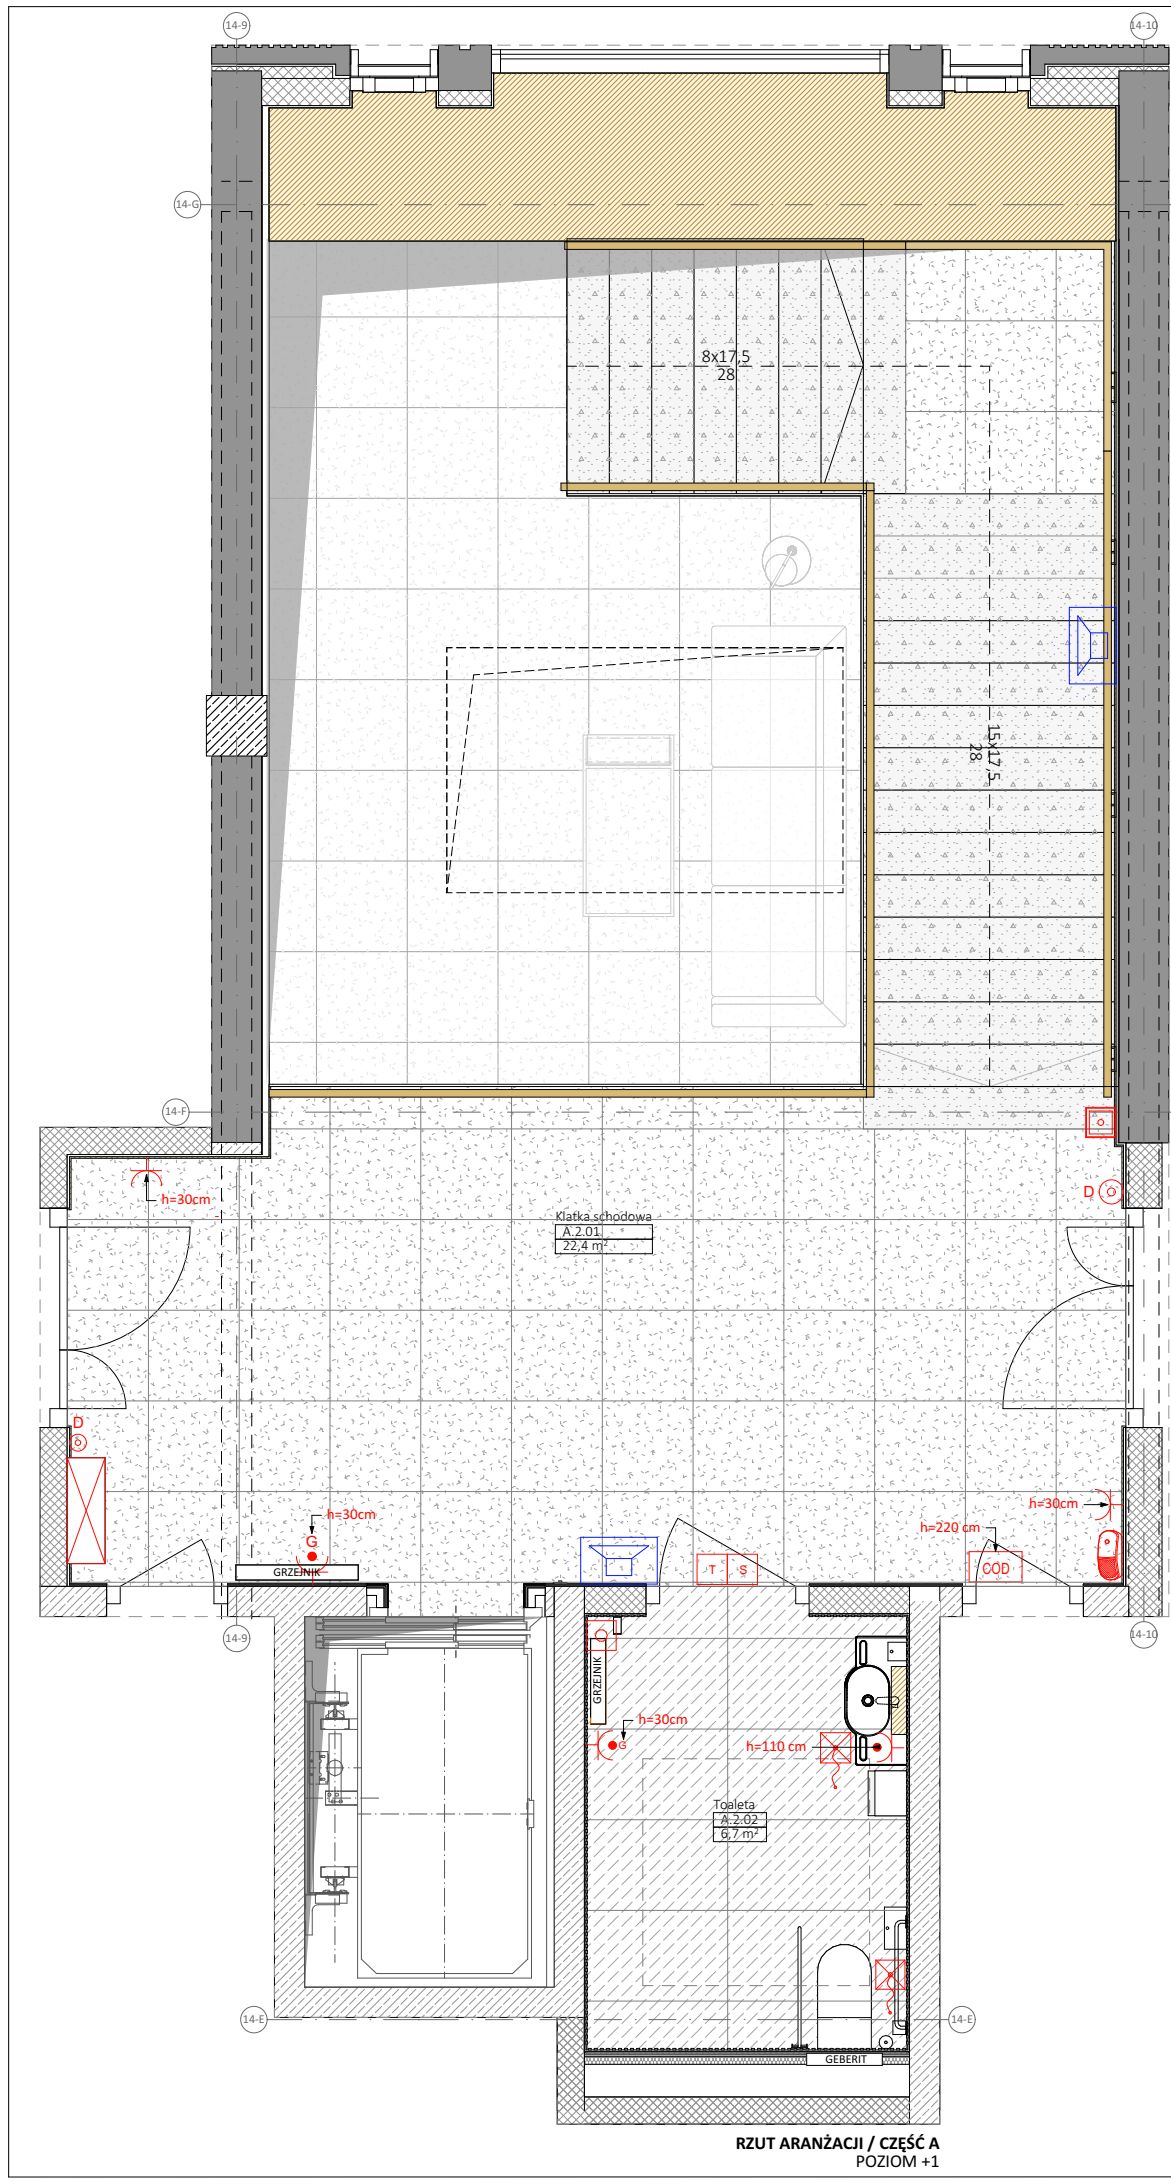 14-9
14-10
14-G
8x17,5
28
15x17,5
28
14-F
h=30cm
D
Klatka schodowa
A.2.01
22,4 m²
D
h=30cm
G
GRZEJNIK
h=30cm
h=220 cm
T S
COD
14-9
14-10
GRZEJNIK
h=30cm
G
h=110 cm
Toaleta
A.2.02
6,7 m²
14-E
14-E
GEBERIT
RZUT ARANŻACJI / CZĘŚĆ A
POZIOM +1